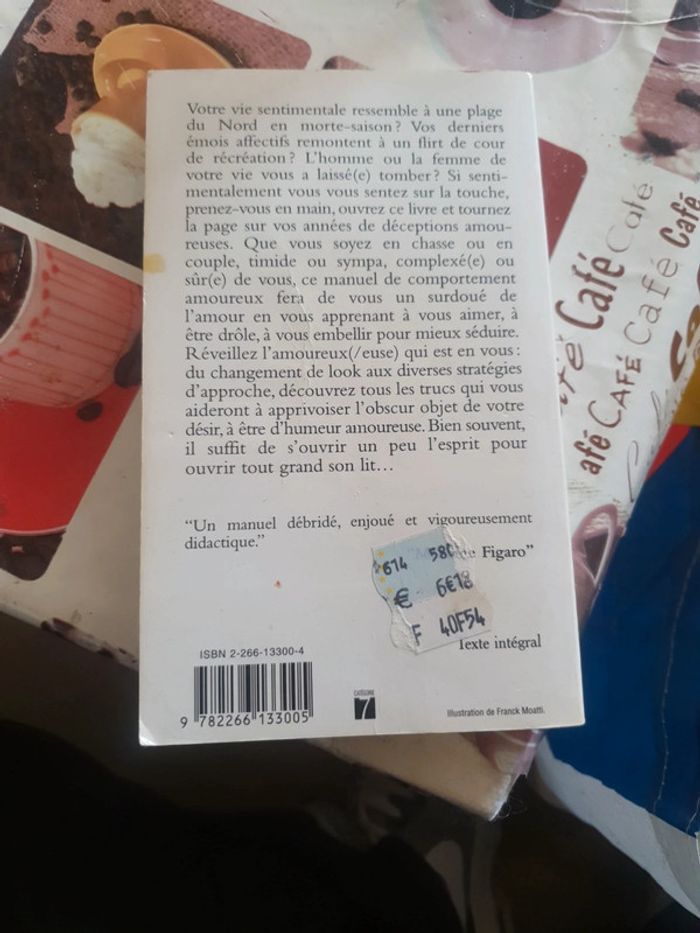 Votre vie sentimentale ressemble à une plage
du Nord en morte-saison ? Vos derniers
émois affectifs remontent à un flirt de cour
de récréation ? L'homme ou la femme de
votre vie vous a laissé(e) tomber ? Si senti-
mentalement vous vous sentez sur la touche,
prenez-vous en main, ouvrez ce livre et tournez
la page sur vos années de déceptions amou-
reuses. Que vous soyez en chasse ou en
couple, timide ou sympa, complexé(e) ou
sûr(e) de vous, ce manuel de comportement
amoureux fera de vous un surdoué de
l'amour en vous apprenant à vous aimer, à
être drôle, à vous embellir pour mieux séduire.
Réveillez l'amoureux(/euse) qui est en vous :
du changement de look aux diverses stratégies
d'approche, découvrez tous les trucs qui vous
aideront à apprivoiser l'obscur objet de votre
désir, à être d'humeur amoureuse. Bien souvent,
il suffit de s'ouvrir un peu l'esprit pour
ouvrir tout grand son lit…
"Un manuel débridé, enjoué et vigoureusement
didactique."
Figaro"
614 580
€ 6€18
F 40F54
Texte intégral
ISBN 2-266-13300-4
9 782266 133005
CATÉGORIE
7
Illustration de Franck Moatti.
Café Café
afé CAFÉ Café Café